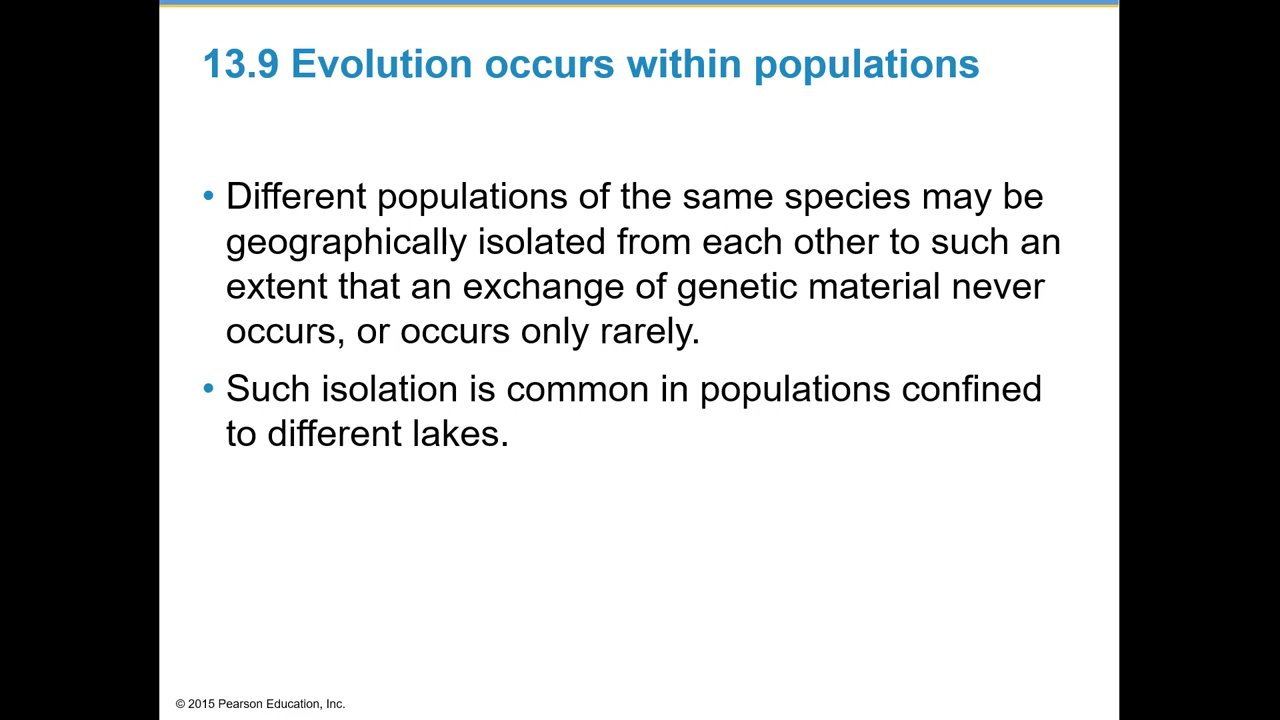 13.9 Evolution occurs within populations
• Different populations of the same species may be
geographically isolated from each other to such an
extent that an exchange of genetic material never
occurs, or occurs only rarely.
• Such isolation is common in populations confined
to different lakes.
© 2015 Pearson Education, Inc.